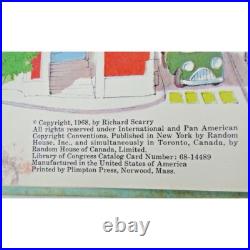 © Copyright, 1968, by Richard Scarry
All rights reserved under International and Pan American
Copyright Conventions. Published in New York by Random
House, Inc., and simultaneously in Toronto, Canada, by
Random House of Canada, Limited.
Library of Congress Catalog Card Number: 68-14489
Manufactured in the United States of America
Printed by Plimpton Press, Norwood, Mass.